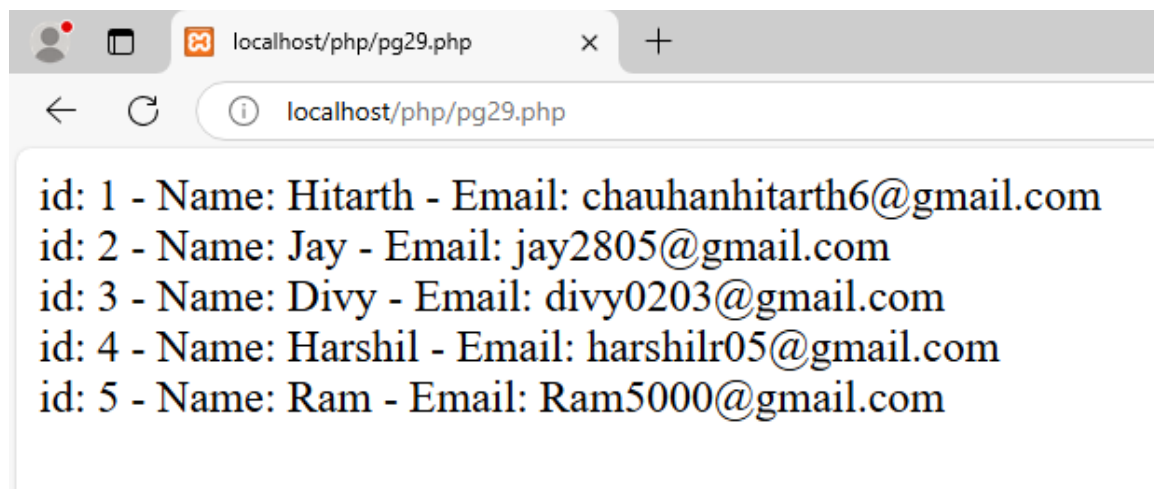 localhost/php/pg29.php
localhost/php/pg29.php
id: 1 - Name: Hitarth - Email: chauhanhitarth6@gmail.com
id: 2 - Name: Jay - Email: jay2805@gmail.com
id: 3 - Name: Divy - Email: divy0203@gmail.com
id: 4 - Name: Harshil - Email: harshilr05@gmail.com
id: 5 - Name: Ram - Email: Ram5000@gmail.com